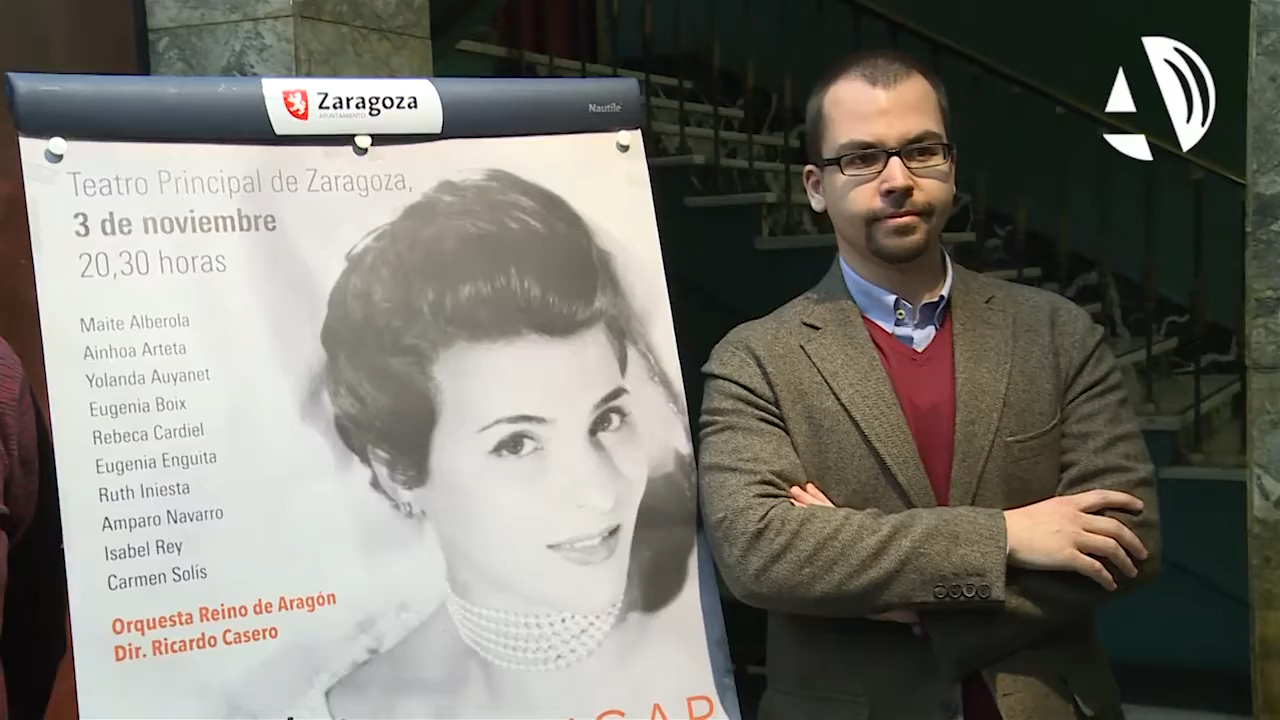 Zaragoza
AYUNTAMIENTO
Nautile
Teatro Principal de Zaragoza,
3 de noviembre
20,30 horas
Maite Alberola
Ainhoa Arteta
Yolanda Auyanet
Eugenia Boix
Rebeca Cardiel
Eugenia Enguita
Ruth Iniesta
Amparo Navarro
Isabel Rey
Carmen Solís
Orquesta Reino de Aragón
Dir. Ricardo Casero